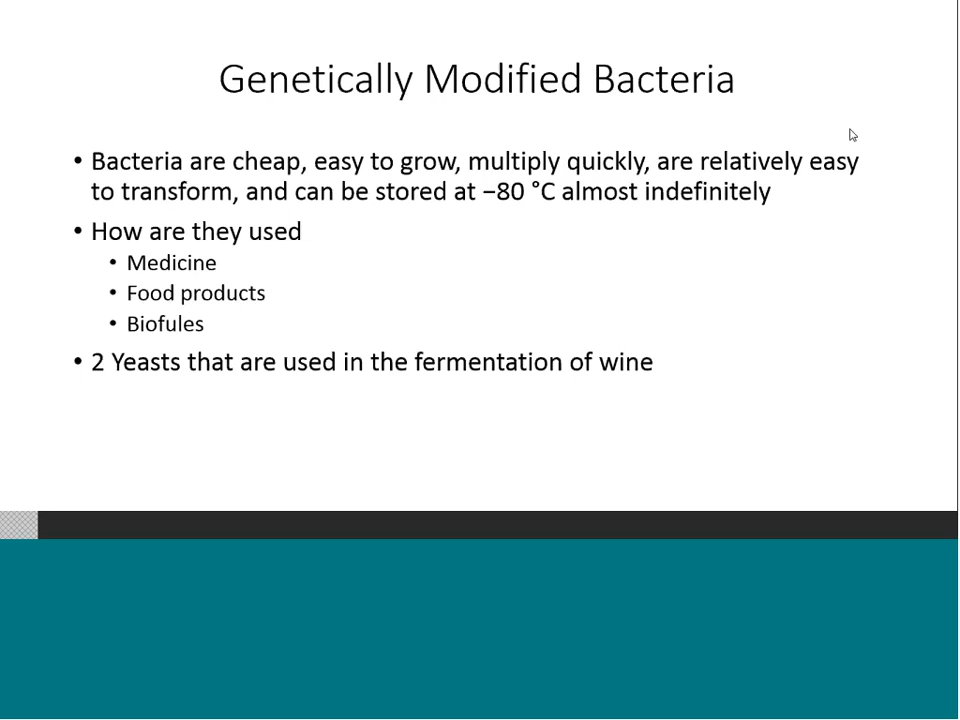 Genetically Modified Bacteria
• Bacteria are cheap, easy to grow, multiply quickly, are relatively easy
to transform, and can be stored at −80 °C almost indefinitely
• How are they used
• Medicine
• Food products
• Biofules
• 2 Yeasts that are used in the fermentation of wine